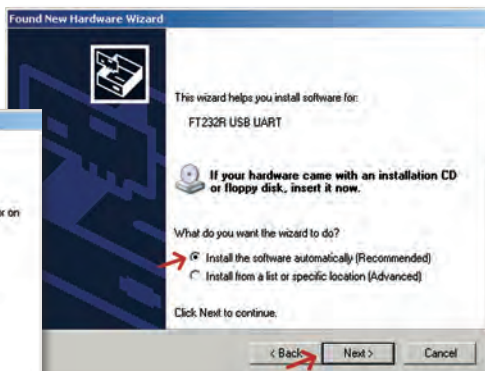 Found New Hardware Wizard
This wizard helps you install software for:
FT232R USB UART
If your hardware came with an installation CD
or floppy disk, insert it now.
on
What do you want the wizard to do?
Install the software automatically (Recommended)
Install from a list or specific location (Advanced)
Click Next to continue.
< Back
Next >
Cancel